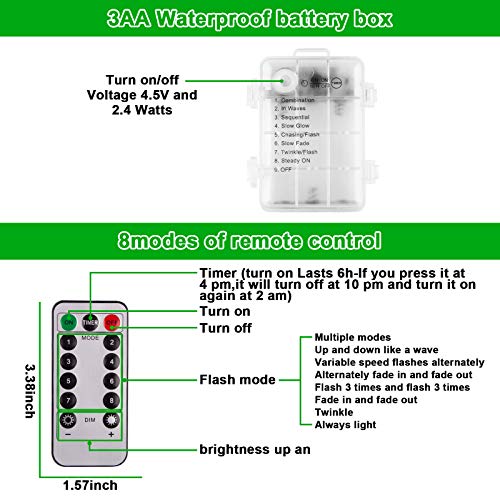 3AA Waterproof battery box
Turn on/off
Voltage 4.5V and
2.4 Watts
1. Combination
2. In Waves
3. Sequential
4. Slow Glow
5. Chasing/Flash
6. Slow Fade
7. Twinkle/Flash
8. Steady ON
9. OFF
8modes of remote control
Timer (turn on Lasts 6h-If you press it at
4 pm,it will turn off at 10 pm and turn it on
again at 2 am)
Turn on
Turn off
ON TIMER OFF
MODE
1 2
3 4
5 6
7 8
DIM
- +
Flash mode
Multiple modes
Up and down like a wave
Variable speed flashes alternately
Alternately fade in and fade out
Flash 3 times and flash 3 times
Fade in and fade out
Twinkle
Always light
brightness up an
3.38inch
1.57inch